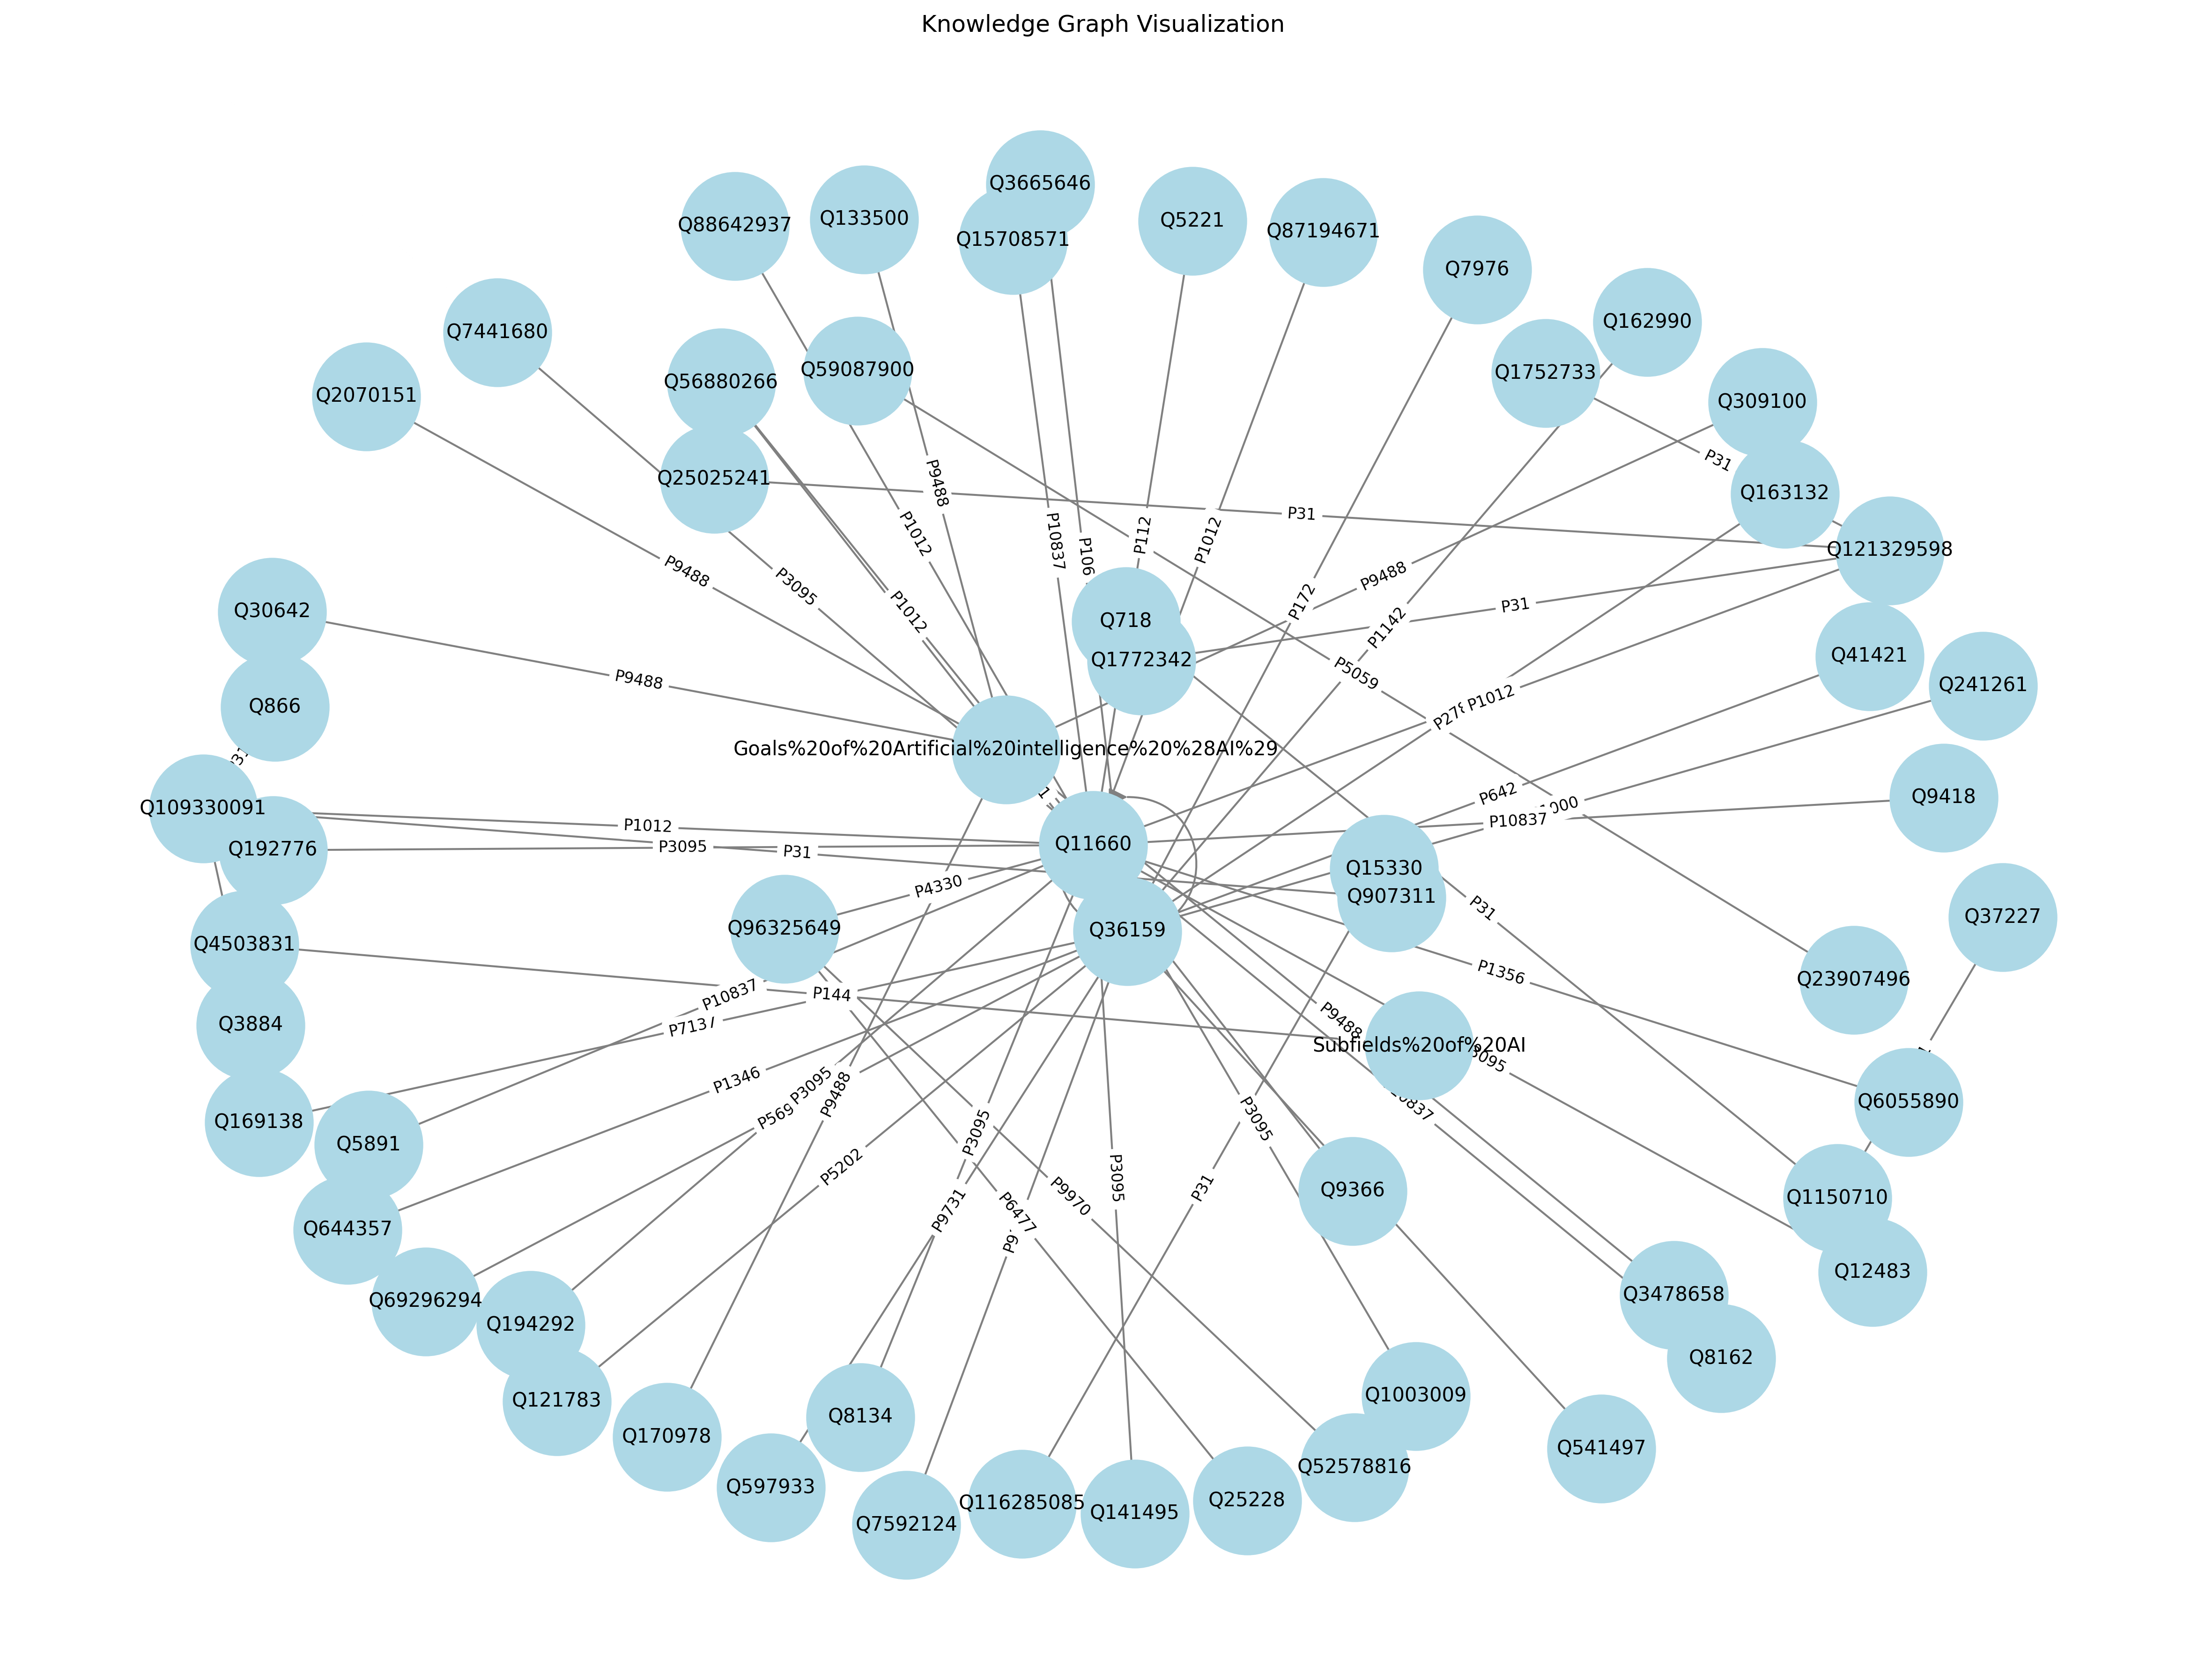 Knowledge Graph Visualization
Q3665646
Q88642937
Q133500
Q15708571
Q5221
Q87194671
Q7976
Q162990
Q7441680
Q56880266
Q59087900
Q1752733
Q2070151
Q309100
P31
Q25025241
P9488
Q163132
P31
P1012
P10837
P106
P112
P1012
Q121329598
P9488
P3095
P9488
P172
P1012
P31
Q30642
Q718
P1142
Q1772342
Q41421
P9488
P5059
Q241261
Q866
P1012
Goals%20of%20Artificial%20intelligence%20%28AI%29
P642
Q9418
Q109330091
P1012
P10837
Q192776
P3095
P31
Q11660
Q15330
P4330
Q907311
P31
Q37227
Q96325649
Q36159
Q4503831
P1356
Q23907496
P10837
P144
Q3884
P7137
P9488
Subfields%20of%20AI
P1346
P3095
P9488
Q6055890
Q169138
P3095
P3095
Q5891
P5202
P3095
P31
Q9366
P9970
Q1150710
P9731
P6477
Q644357
Q12483
Q69296294
Q3478658
Q194292
Q8162
Q121783
Q1003009
Q8134
Q170978
Q541497
Q52578816
Q597933
Q116285085
Q25228
Q141495
Q7592124